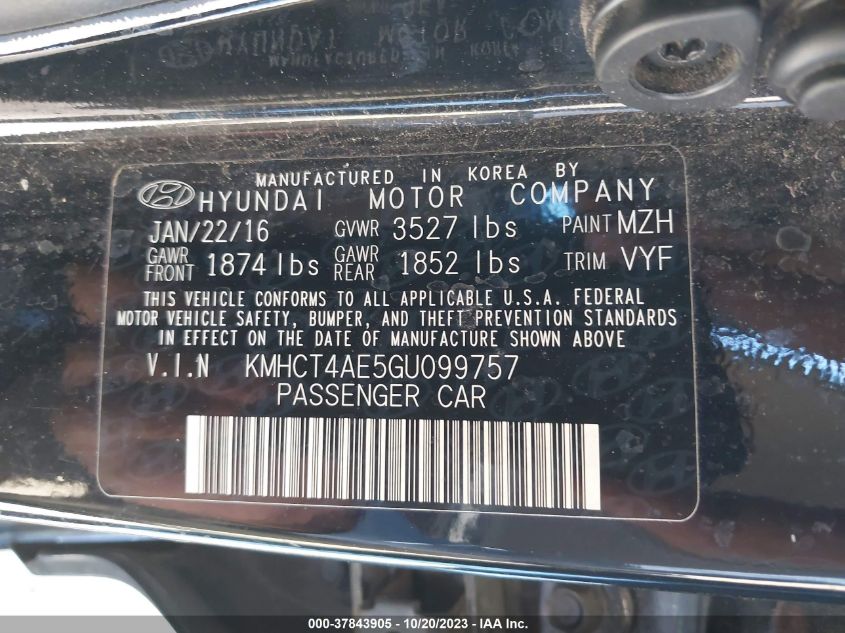 MANUFACTURED IN KOREA BY
HYUNDAI MOTOR COMPANY
JAN/22/16 GVWR 3527 lbs PAINT MZH
GAWR FRONT 1874 lbs GAWR REAR 1852 lbs TRIM VYF
THIS VEHICLE CONFORMS TO ALL APPLICABLE U.S.A. FEDERAL
MOTOR VEHICLE SAFETY, BUMPER, AND THEFT PREVENTION STANDARDS
IN EFFECT ON THE DATE OF MANUFACTURE SHOWN ABOVE
V.I.N KMHCT4AE5GU099757
PASSENGER CAR
000-37843905 - 10/20/2023 - IAA Inc.